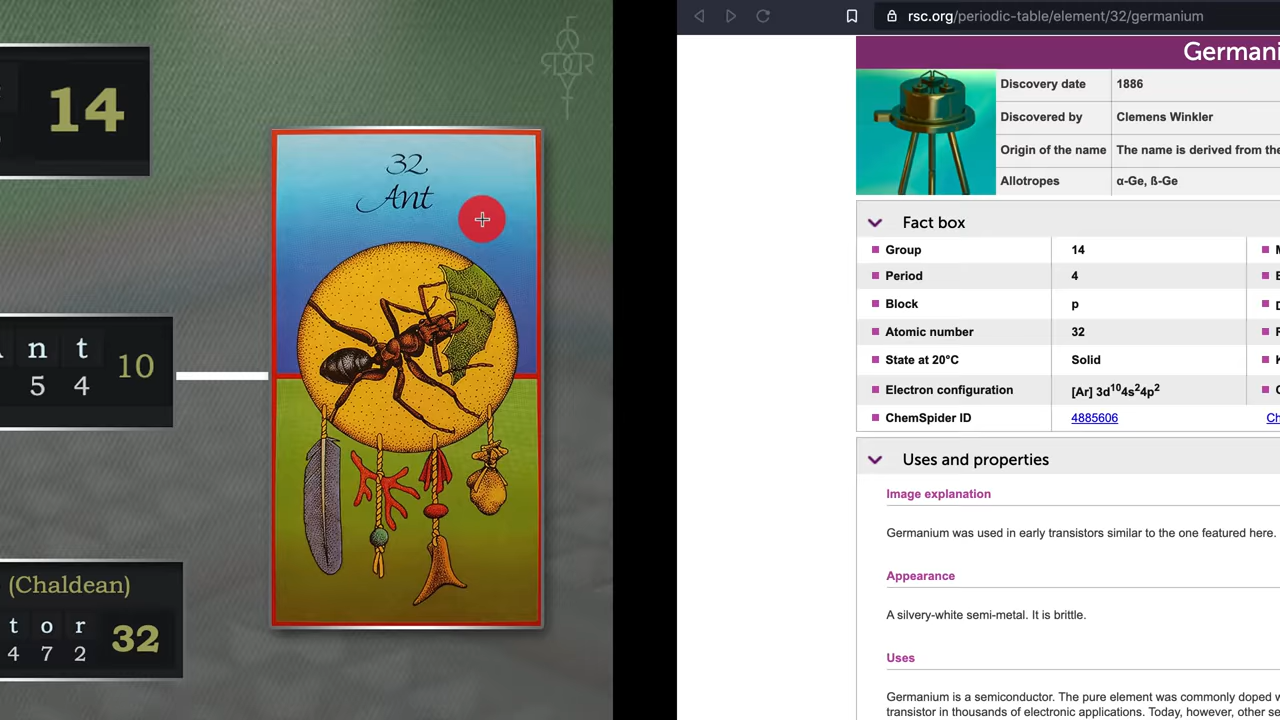 14
n t 10
5 4
(Chaldean)
t o r 32
4 7 2
32
Ant
rsc.org/periodic-table/element/32/germanium
Germani
Discovery date 1886
Discovered by Clemens Winkler
Origin of the name The name is derived from the
Allotropes α-Ge, ß-Ge
Fact box
Group 14
Period 4
Block p
Atomic number 32
State at 20°C Solid
Electron configuration [Ar] 3d¹⁰4s²4p²
ChemSpider ID 4885606 Ch
Uses and properties
Image explanation
Germanium was used in early transistors similar to the one featured here.
Appearance
A silvery-white semi-metal. It is brittle.
Uses
Germanium is a semiconductor. The pure element was commonly doped w
transistor in thousands of electronic applications. Today, however, other se